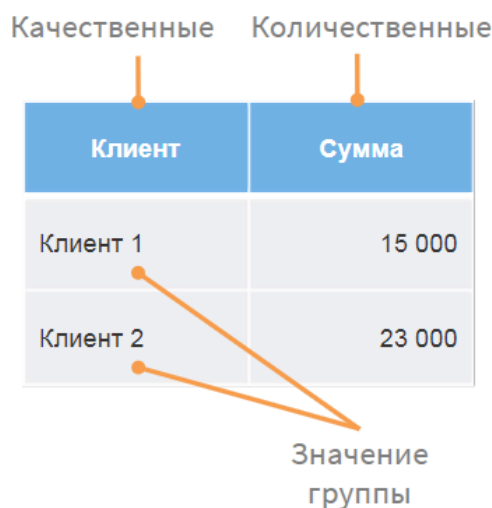 Качественные Количественные
Клиент Сумма
Клиент 1 15 000
Клиент 2 23 000
Значение
группы